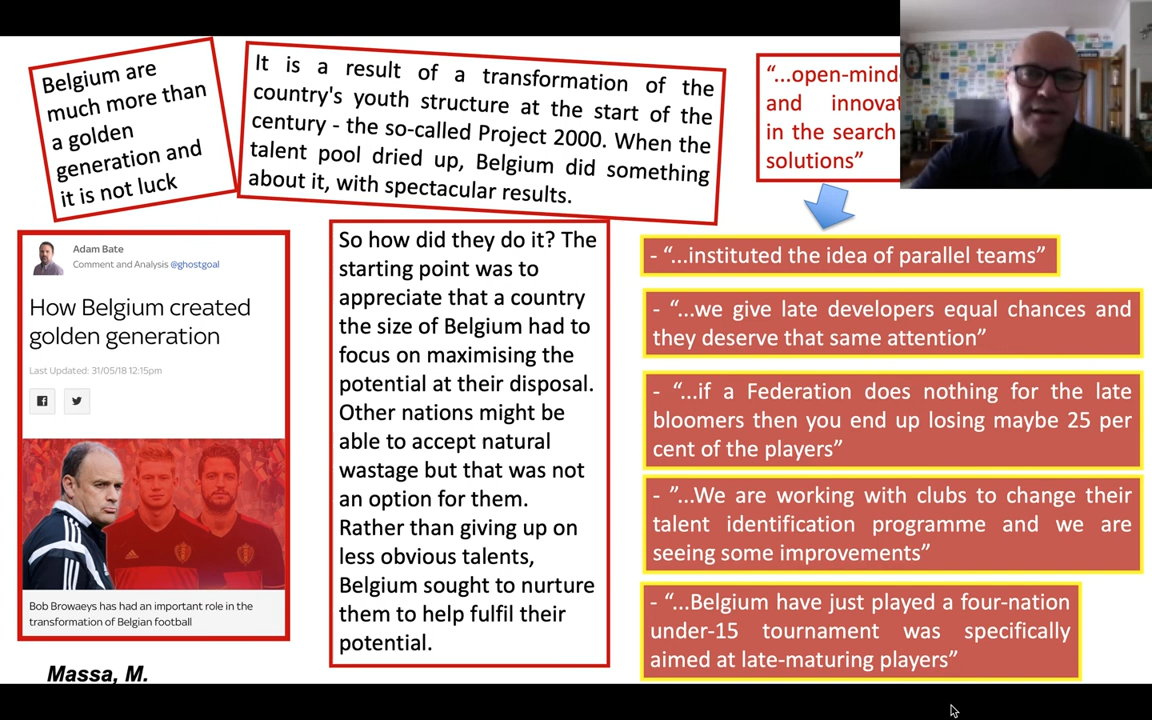 Belgium are
much more than
a golden
generation and
it is not luck
It is a result of a transformation of the
country's youth structure at the start of the
century - the so-called Project 2000. When the
talent pool dried up, Belgium did something
about it, with spectacular results.
“...open-mind
and innovat
in the search
solutions”
Adam Bate
Comment and Analysis @ghostgoal
How Belgium created
golden generation
Last Updated: 31/05/18 12:15pm
Bob Browaeys has had an important role in the
transformation of Belgian football
Massa, M.
So how did they do it? The
starting point was to
appreciate that a country
the size of Belgium had to
focus on maximising the
potential at their disposal.
Other nations might be
able to accept natural
wastage but that was not
an option for them.
Rather than giving up on
less obvious talents,
Belgium sought to nurture
them to help fulfil their
potential.
- “...instituted the idea of parallel teams”
- “...we give late developers equal chances and
they deserve that same attention”
- “...if a Federation does nothing for the late
bloomers then you end up losing maybe 25 per
cent of the players”
- ”...We are working with clubs to change their
talent identification programme and we are
seeing some improvements”
- “...Belgium have just played a four-nation
under-15 tournament was specifically
aimed at late-maturing players”